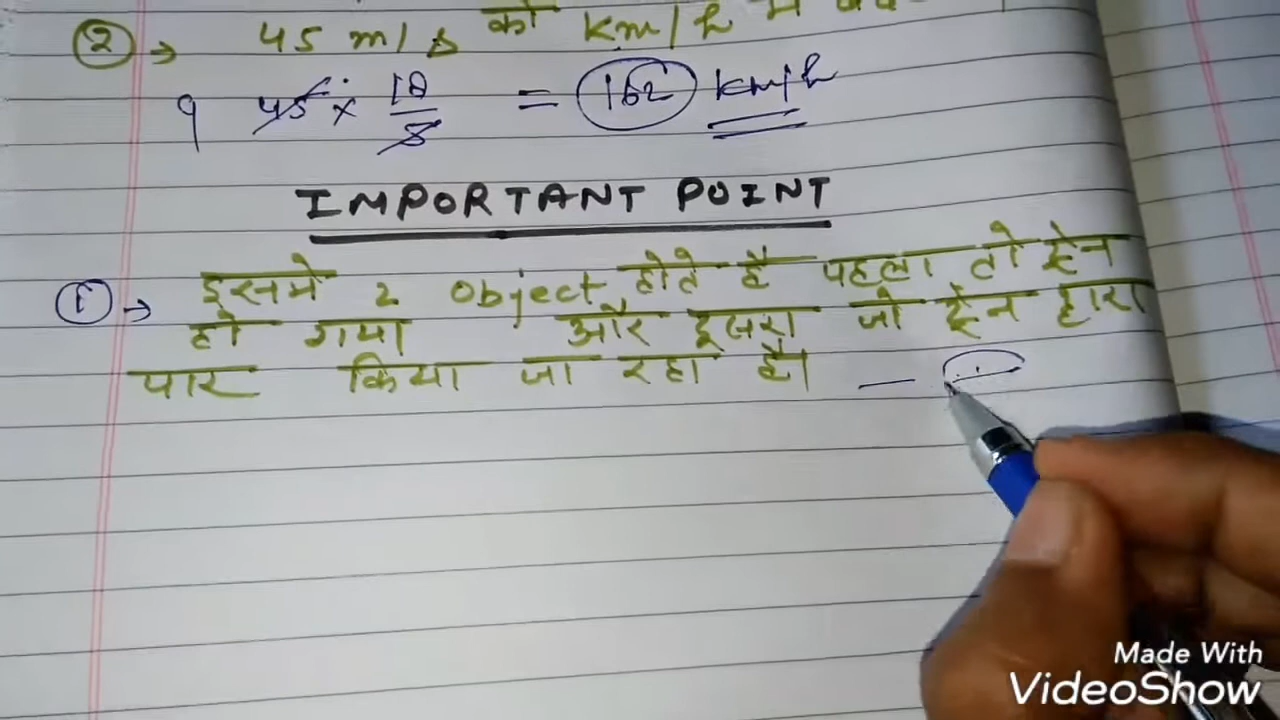 ② → 45 m/s को km/h में
9 45 × 18/5 = 162 km/h
IMPORTANT POINT
① → इसमे 2 object होते है पहला तो ट्रेन
हो गया और दूसरा जो ट्रेन द्वारा
पार किया जा रहा है।
Made With
VideoShow